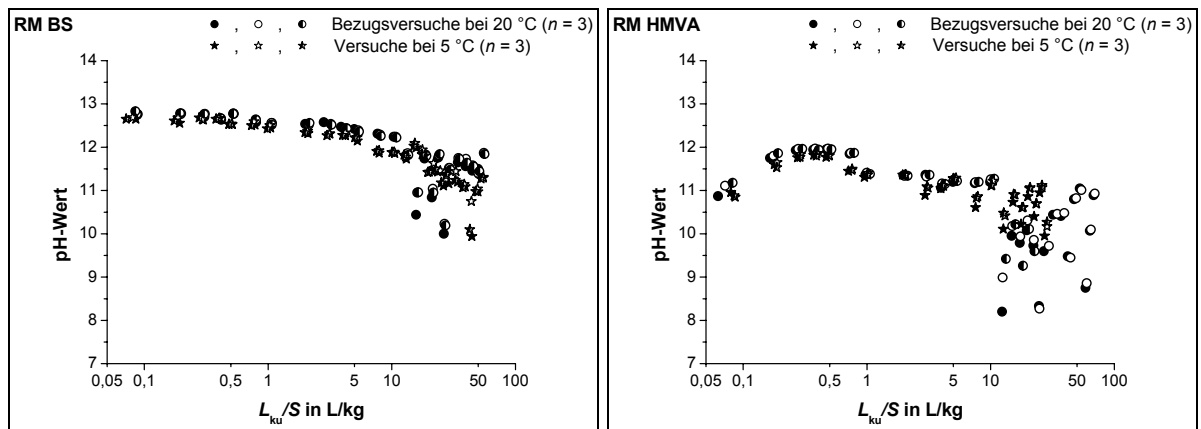 RM BS
● , ○ , ◐ Bezugsversuche bei 20 °C (n = 3)
★ , ☆ , ⯪ Versuche bei 5 °C (n = 3)
14
13
12
11
10
9
8
7
pH-Wert
0,05 0,1 0,5 1 5 10 50 100
Lku/S in L/kg
RM HMVA
● , ○ , ◐ Bezugsversuche bei 20 °C (n = 3)
★ , ☆ , ⯪ Versuche bei 5 °C (n = 3)
14
13
12
11
10
9
8
7
pH-Wert
0,05 0,1 0,5 1 5 10 50 100
Lku/S in L/kg